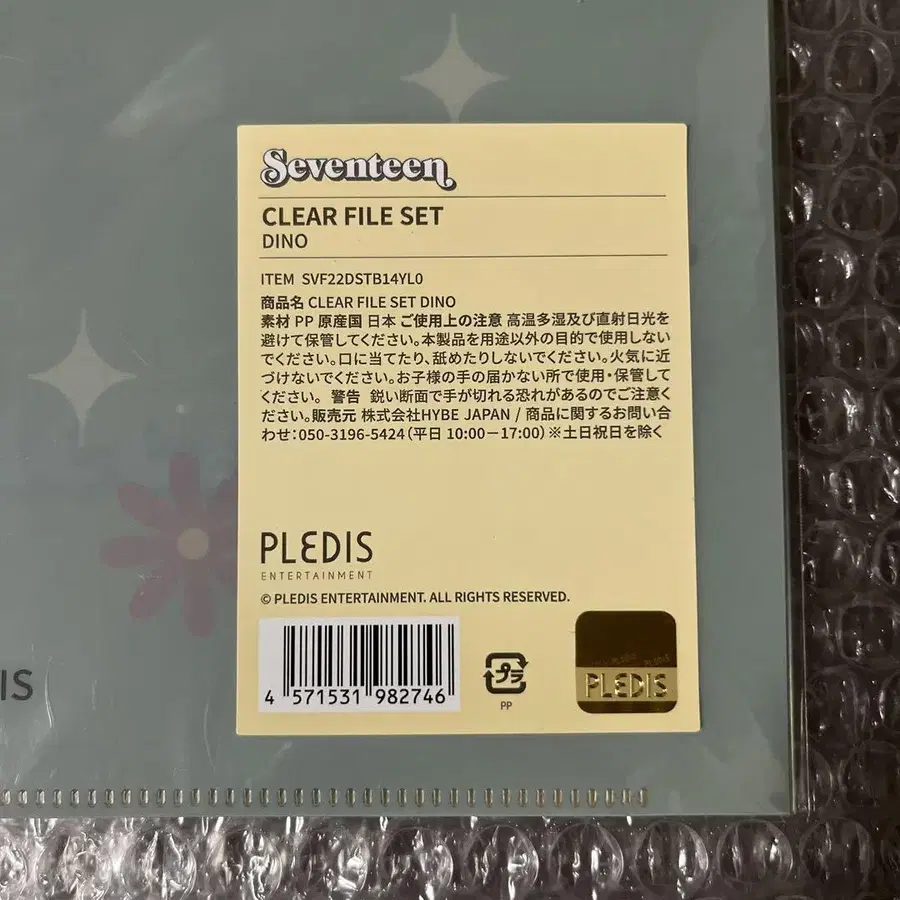 Seventeen
CLEAR FILE SET
DINO
ITEM SVF22DSTB14YL0
商品名 CLEAR FILE SET DINO
素材 PP 原産国 日本 ご使用上の注意 高温多湿及び直射日光を
避けて保管してください。本製品を用途以外の目的で使用しない
でください。口に当てたり、舐めたりしないでください。火気に近
づけないでください。お子様の手の届かない所で使用・保管して
ください。 警告 鋭い断面で手が切れる恐れがあるのでご注意くだ
さい。販売元 株式会社HYBE JAPAN / 商品に関するお問い合
わせ:050-3196-5424(平日 10:00－17:00)※土日祝日を除く
PLEDIS
ENTERTAINMENT
© PLEDIS ENTERTAINMENT. ALL RIGHTS RESERVED.
4 571531 982746
プラ
PP
PLEDIS
IS